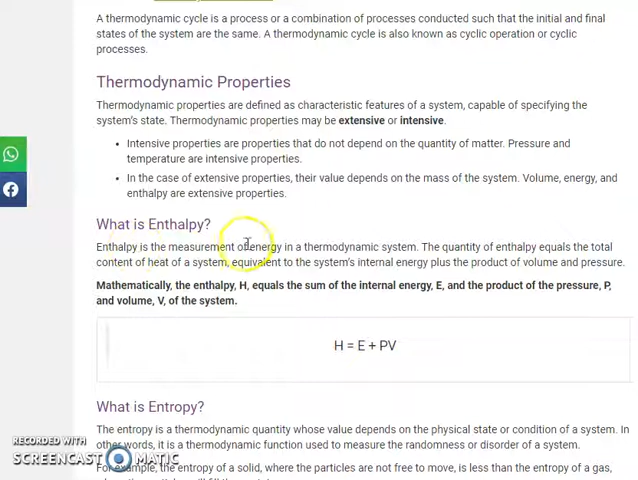 A thermodynamic cycle is a process or a combination of processes conducted such that the initial and final
states of the system are the same. A thermodynamic cycle is also known as cyclic operation or cyclic
processes.
Thermodynamic Properties
Thermodynamic properties are defined as characteristic features of a system, capable of specifying the
system's state. Thermodynamic properties may be extensive or intensive.
• Intensive properties are properties that do not depend on the quantity of matter. Pressure and
temperature are intensive properties.
• In the case of extensive properties, their value depends on the mass of the system. Volume, energy, and
enthalpy are extensive properties.
What is Enthalpy?
Enthalpy is the measurement of energy in a thermodynamic system. The quantity of enthalpy equals the total
content of heat of a system, equivalent to the system's internal energy plus the product of volume and pressure.
Mathematically, the enthalpy, H, equals the sum of the internal energy, E, and the product of the pressure, P,
and volume, V, of the system.
H = E + PV
What is Entropy?
The entropy is a thermodynamic quantity whose value depends on the physical state or condition of a system. In
other words, it is a thermodynamic function used to measure the randomness or disorder of a system.
For example, the entropy of a solid, where the particles are not free to move, is less than the entropy of a gas,
RECORDED WITH
SCREENCAST MATIC